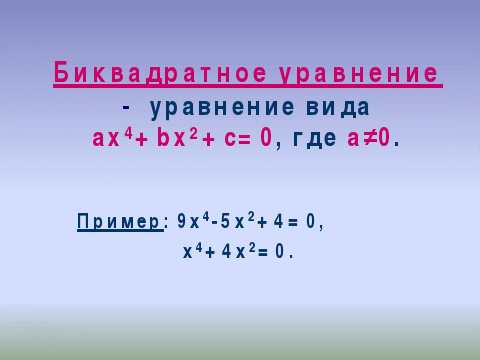 Биквадратное уравнение
- уравнение вида
ax⁴+ bx²+ c= 0, где a≠0.
Пример: 9x⁴-5x²+ 4 = 0,
x⁴+ 4x²= 0.